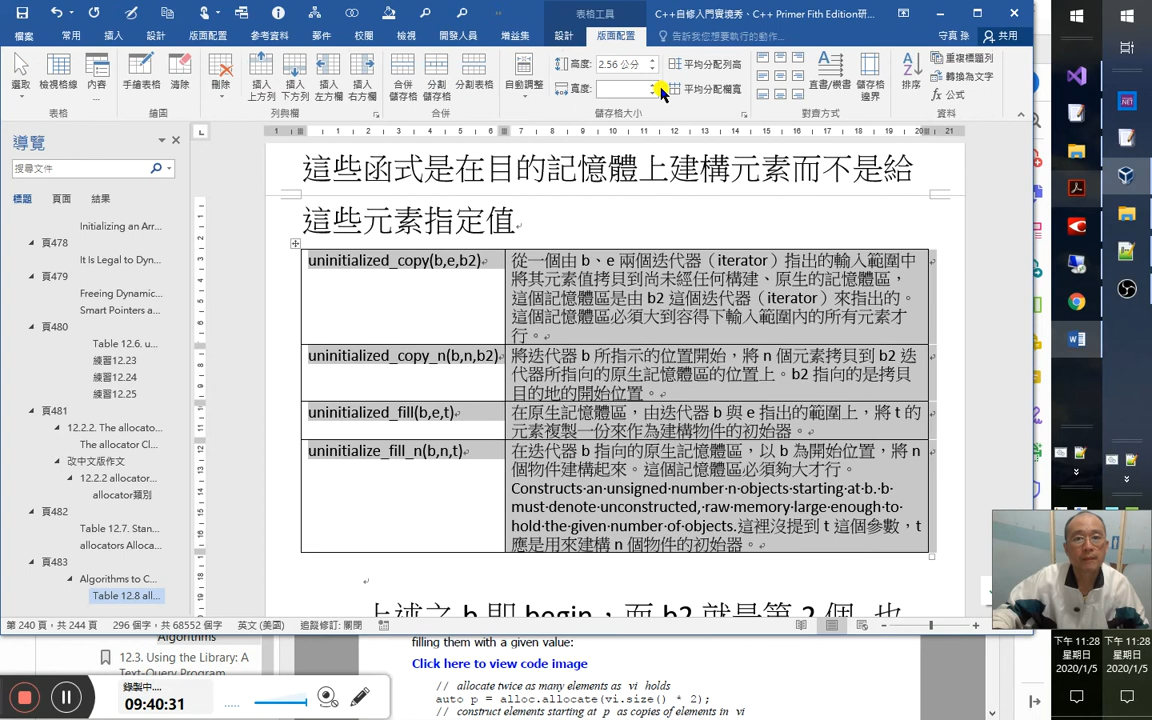 C++自修入門實境秀、C++ Primer Fith Edition研...
表格工具
檔案 常用 插入 設計 版面配置 參考資料 郵件 校閱 檢視 開發人員 增益集 設計 版面配置 告訴我您想要執行的動作... 守真 孫 共用
選取 檢視格線 內容 ... 手繪表格 清除 刪除 插入上方列 插入下方列 插入左方欄 插入右方欄 合併儲存格 分割儲存格 分割表格 自動調整
高度: 2.56 公分 平均分配列高
寬度: 平均分配欄寬
直書/橫書 儲存格邊界 排序 重複標題列 轉換為文字 公式
表格 繪圖 列與欄 合併 儲存格大小 對齊方式 資料
導覽
搜尋文件
標題 頁面 結果
Initializing an Arr...
頁478
It Is Legal to Dyn...
頁479
Freeing Dynamic...
Smart Pointers a...
頁480
Table 12.6. u...
練習12.23
練習12.24
練習12.25
頁481
12.2.2. The allocato...
The allocator Cl...
改中文版作文
12.2.2 allocator...
allocator類別
頁482
Table 12.7. Stan...
allocators Alloca...
頁483
Algorithms to C...
Table 12.8 all...
這些函式是在目的記憶體上建構元素而不是給
這些元素指定值
uninitialized_copy(b,e,b2)
從一個由 b、e 兩個迭代器（iterator）指出的輸入範圍中
將其元素值拷貝到尚未經任何構建、原生的記憶體區，
這個記憶體區是由 b2 這個迭代器（iterator）來指出的。
這個記憶體區必須大到容得下輸入範圍內的所有元素才
行。
uninitialized_copy_n(b,n,b2)
將迭代器 b 所指示的位置開始，將 n 個元素拷貝到 b2 迭
代器所指向的原生記憶體區的位置上。b2 指向的是拷貝
目的地的開始位置。
uninitialized_fill(b,e,t)
在原生記憶體區，由迭代器 b 與 e 指出的範圍上，將 t 的
元素複製一份來作為建構物件的初始器。
uninitialize_fill_n(b,n,t)
在迭代器 b 指向的原生記憶體區，以 b 為開始位置，將 n
個物件建構起來。這個記憶體區必須夠大才行。
Constructs an unsigned number n objects starting at b. b
must denote unconstructed, raw memory large enough to
hold the given number of objects.這裡沒提到 t 這個參數，t
應是用來建構 n 個物件的初始器。
上述之 b 即 begin，而 b2 就是第 2 個，也
第 240 頁，共 244 頁 296 個字，共 68552 個字 英文 (美國) 追蹤修訂: 關閉
Algorithms
12.3. Using the Library: A
Text-Query Program
filling them with a given value:
Click here to view code image
// allocate twice as many elements as vi holds
auto p = alloc.allocate(vi.size() * 2);
// construct elements starting at p as copies of elements in vi
錄製中...
09:40:31
下午 11:28
星期日
2020/1/5
下午 11:28
星期日
2020/1/5